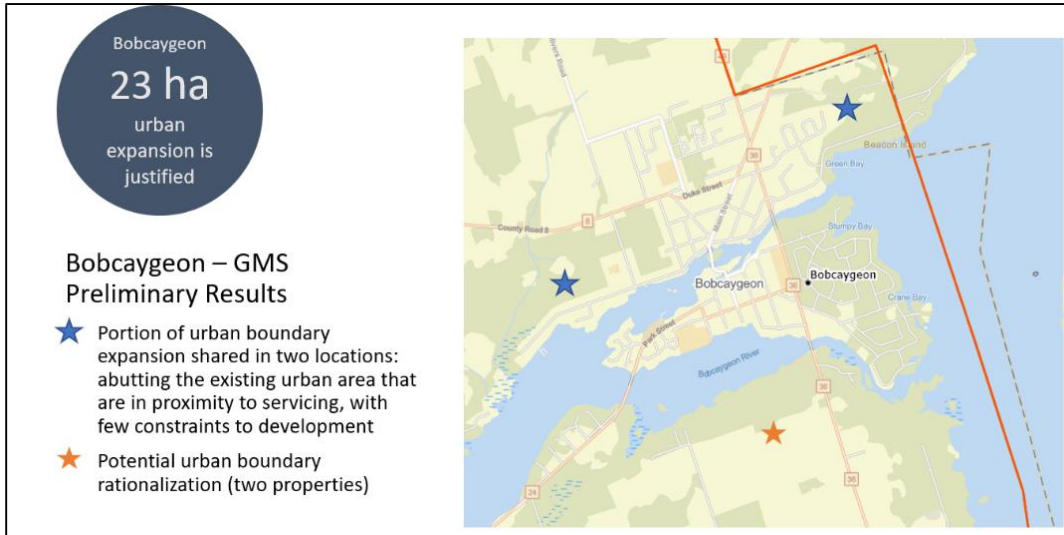 Bobcaygeon
23 ha
urban
expansion is
justified
Bobcaygeon – GMS
Preliminary Results
Portion of urban boundary
expansion shared in two locations:
abutting the existing urban area that
are in proximity to servicing, with
few constraints to development
Potential urban boundary
rationalization (two properties)
Beacon Island
Green Bay
36
Duke Street
Main Street
8
County Road 8
Sturmpy Bay
Bobcaygeon
Bobcaygeon
36
Crane Bay
Park Street
Bobcaygeon River
36
24
36